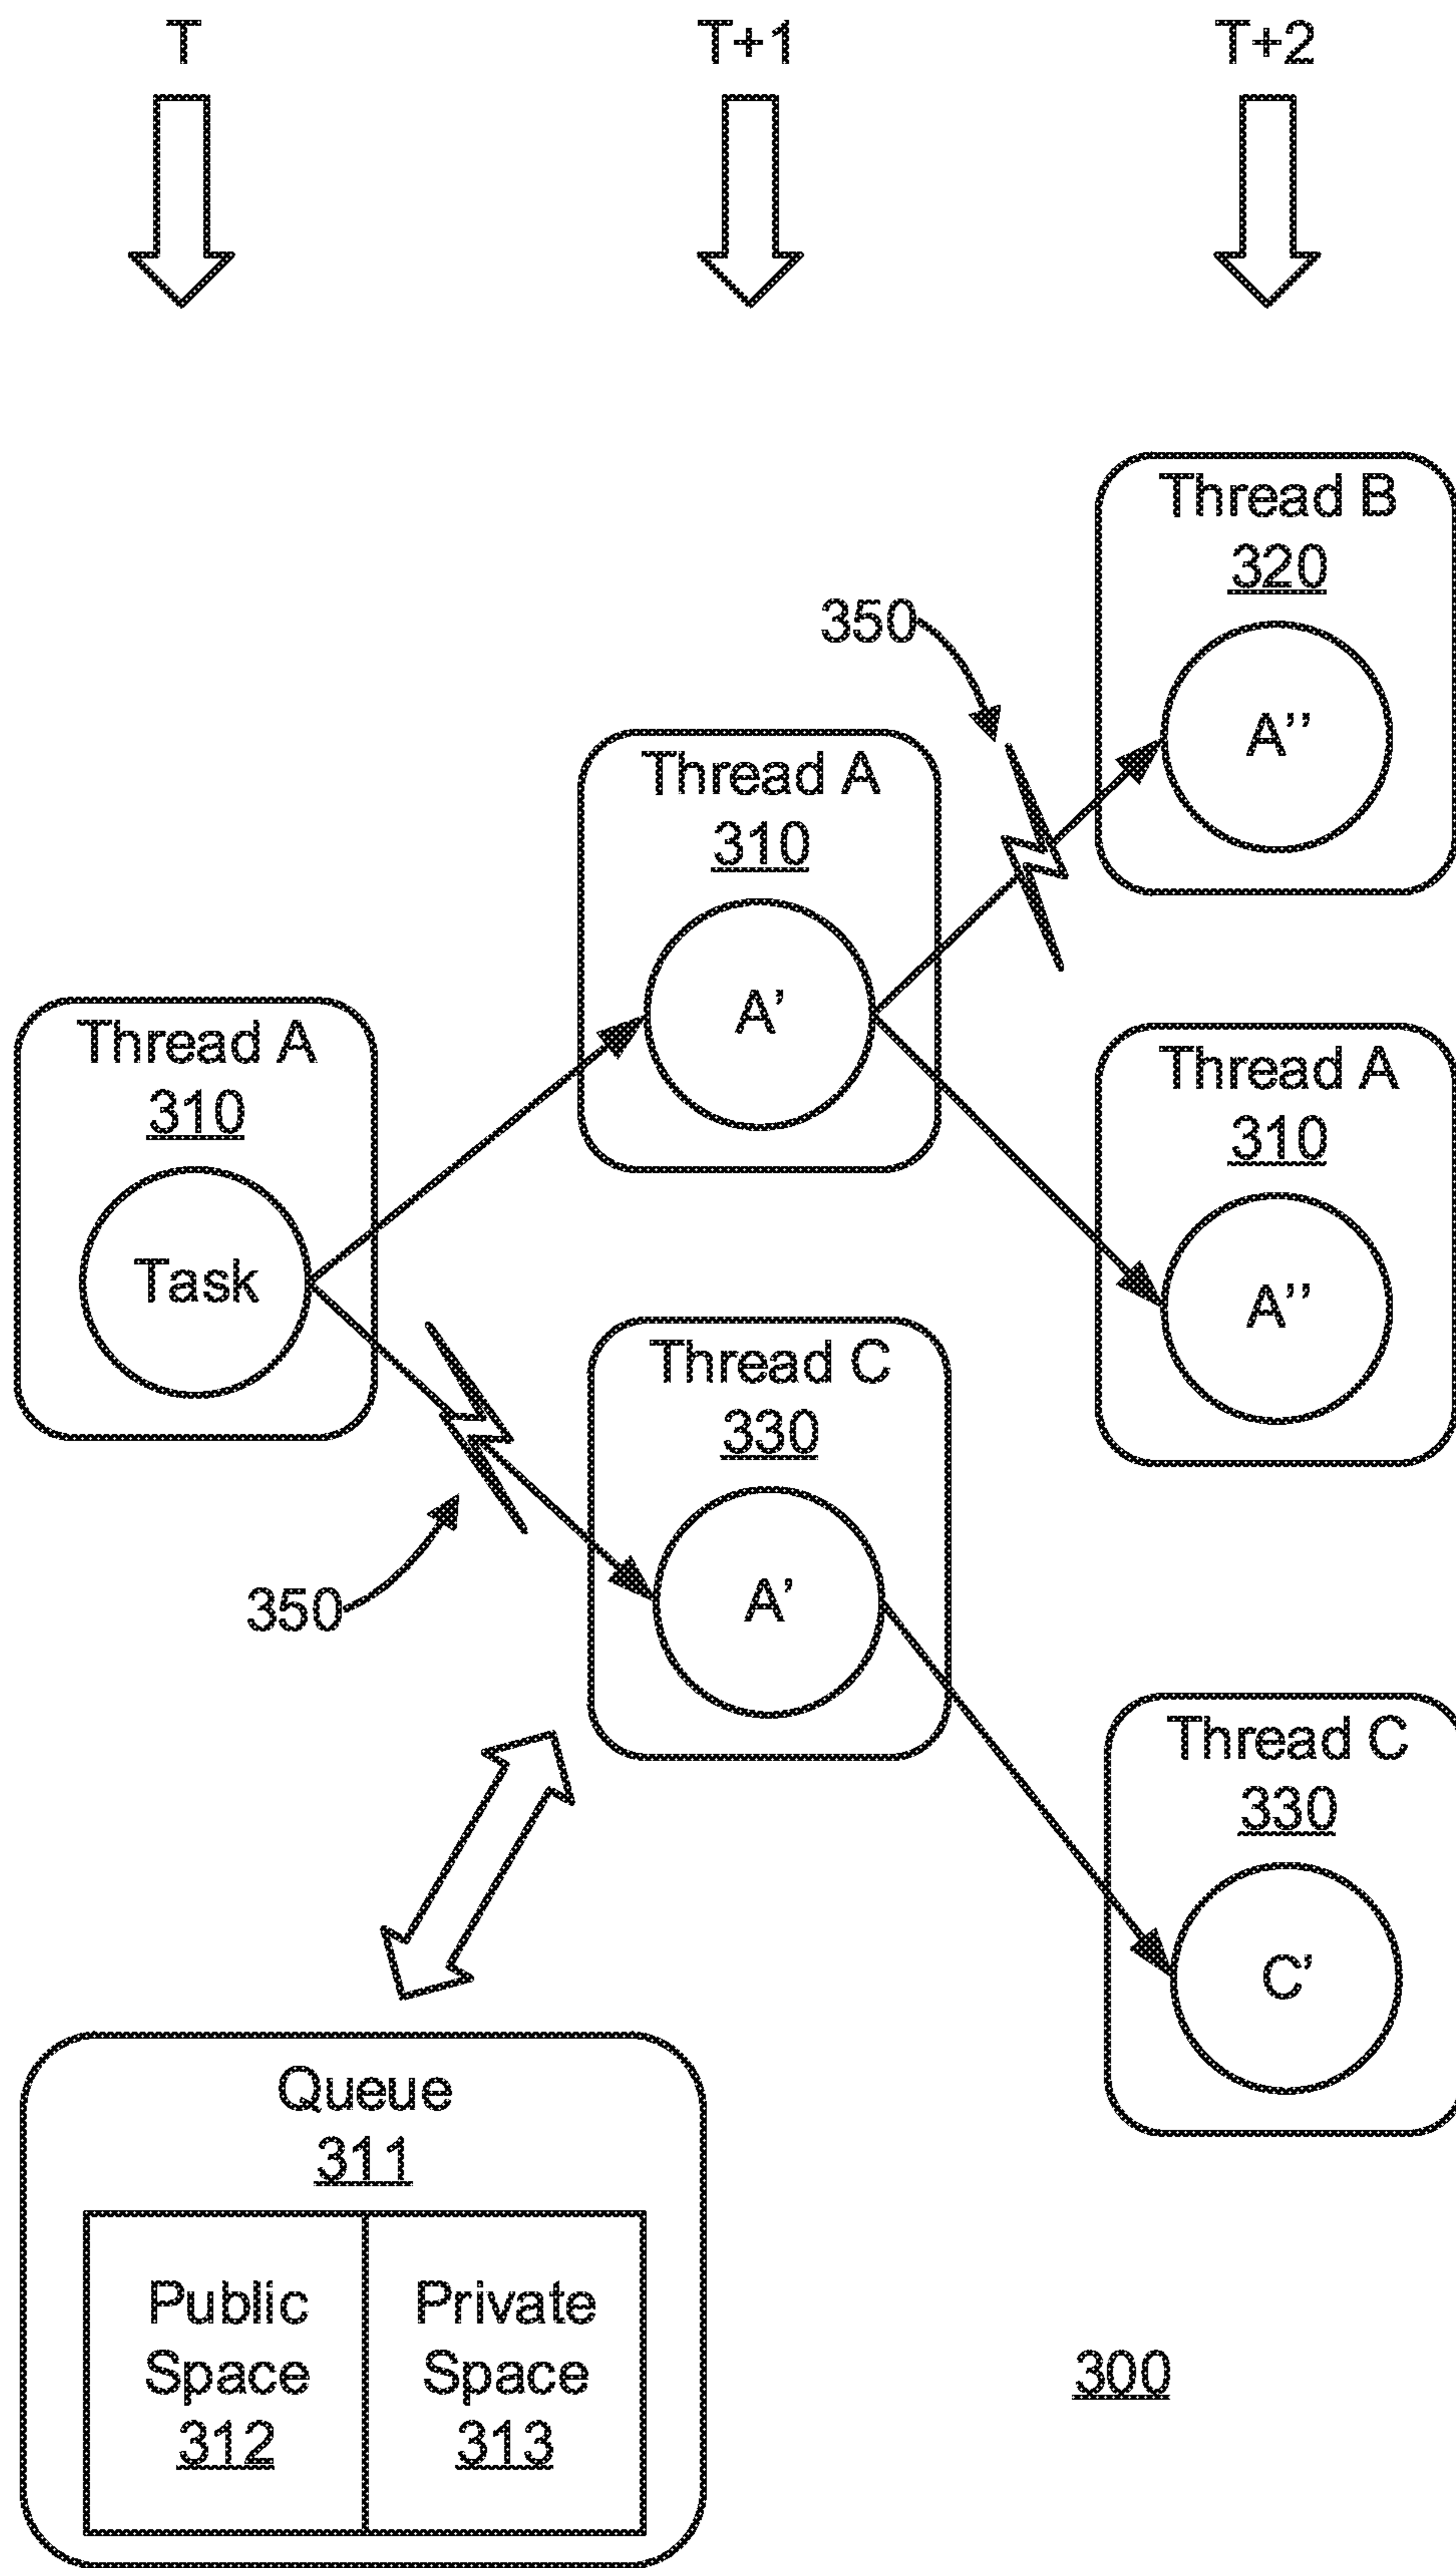 T
T+1
T+2
Thread B
320
A’’
350
Thread A
310
A’
Thread A
310
Task
Thread A
310
A’’
Thread C
330
A’
350
Thread C
330
C’
Queue
311
Public
Space
312
Private
Space
313
300